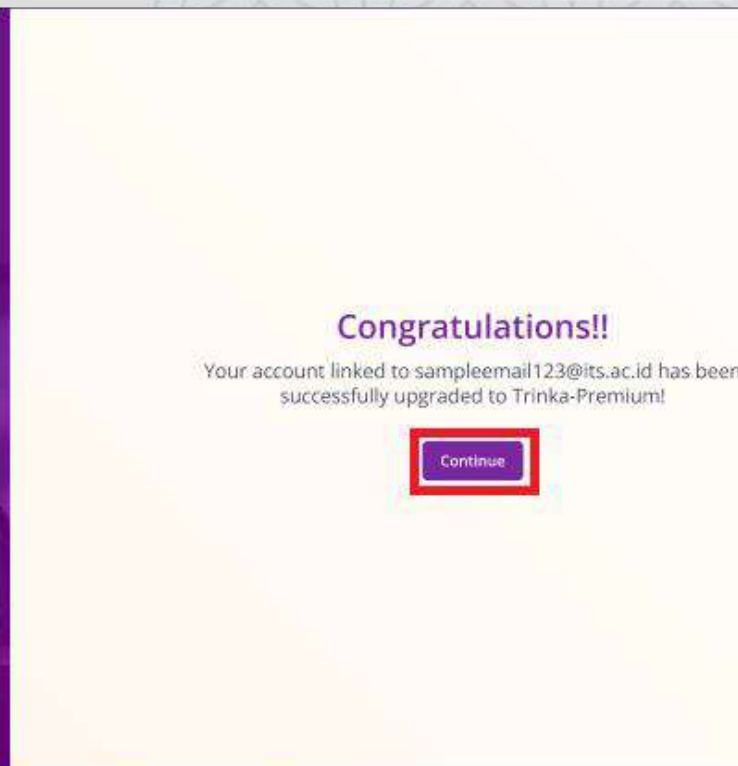 Congratulations!!
Your account linked to sampleemail123@its.ac.id has been
successfully upgraded to Trinka-Premium!
Continue